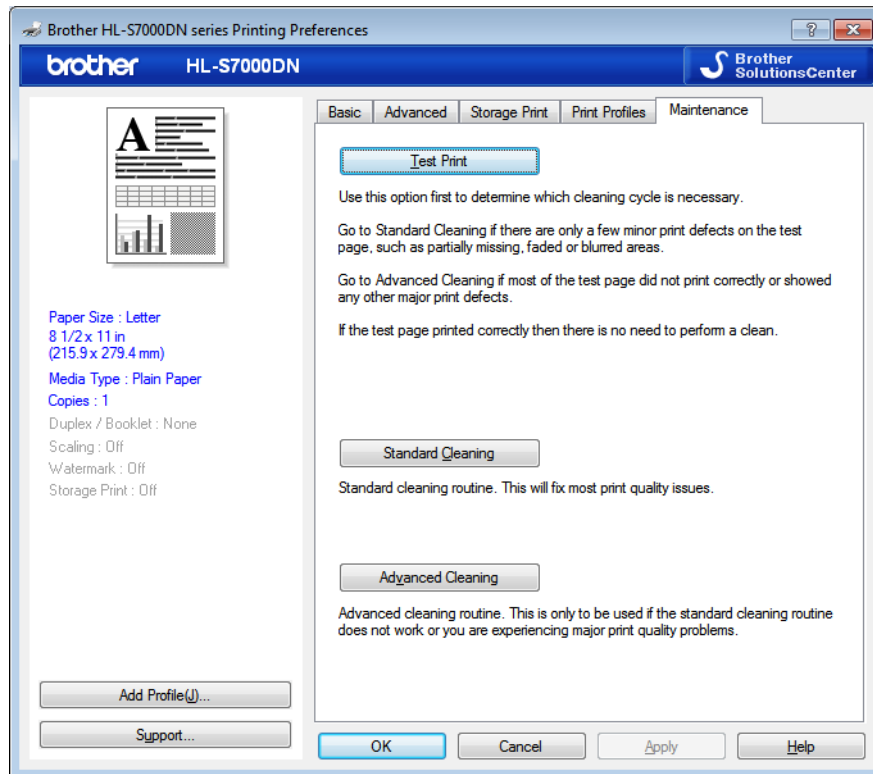 Brother HL-S7000DN series Printing Preferences
brother HL-S7000DN
Brother
SolutionsCenter
Basic Advanced Storage Print Print Profiles Maintenance
A
Paper Size : Letter
8 1/2 x 11 in
(215.9 x 279.4 mm)
Media Type : Plain Paper
Copies : 1
Duplex / Booklet : None
Scaling : Off
Watermark : Off
Storage Print : Off
Add Profile(J)...
Support...
Test Print
Use this option first to determine which cleaning cycle is necessary.
Go to Standard Cleaning if there are only a few minor print defects on the test
page, such as partially missing, faded or blurred areas.
Go to Advanced Cleaning if most of the test page did not print correctly or showed
any other major print defects.
If the test page printed correctly then there is no need to perform a clean.
Standard Cleaning
Standard cleaning routine. This will fix most print quality issues.
Advanced Cleaning
Advanced cleaning routine. This is only to be used if the standard cleaning routine
does not work or you are experiencing major print quality problems.
OK Cancel Apply Help